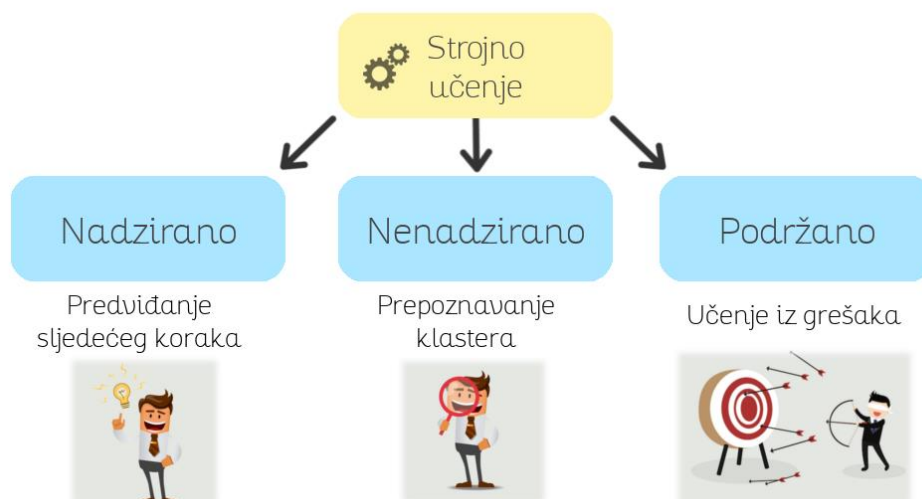 Strojno
učenje
Nadzirano
Nenadzirano
Podržano
Predviđanje
sljedećeg koraka
Prepoznavanje
klastera
Učenje iz grešaka